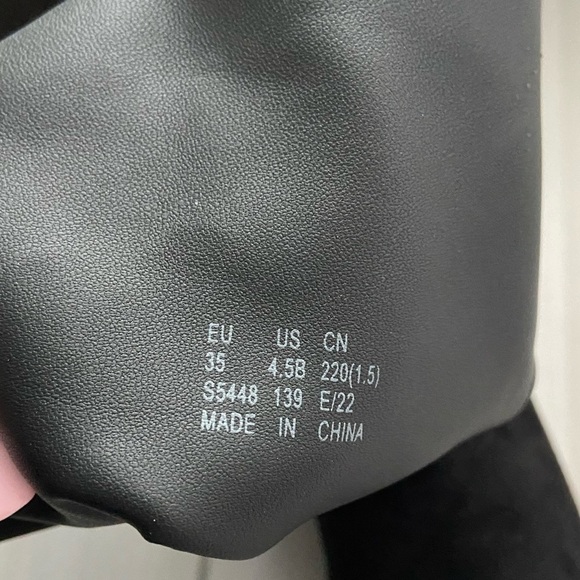 EU US CN
35 4.5B 220(1.5)
S5448 139 E/22
MADE IN CHINA